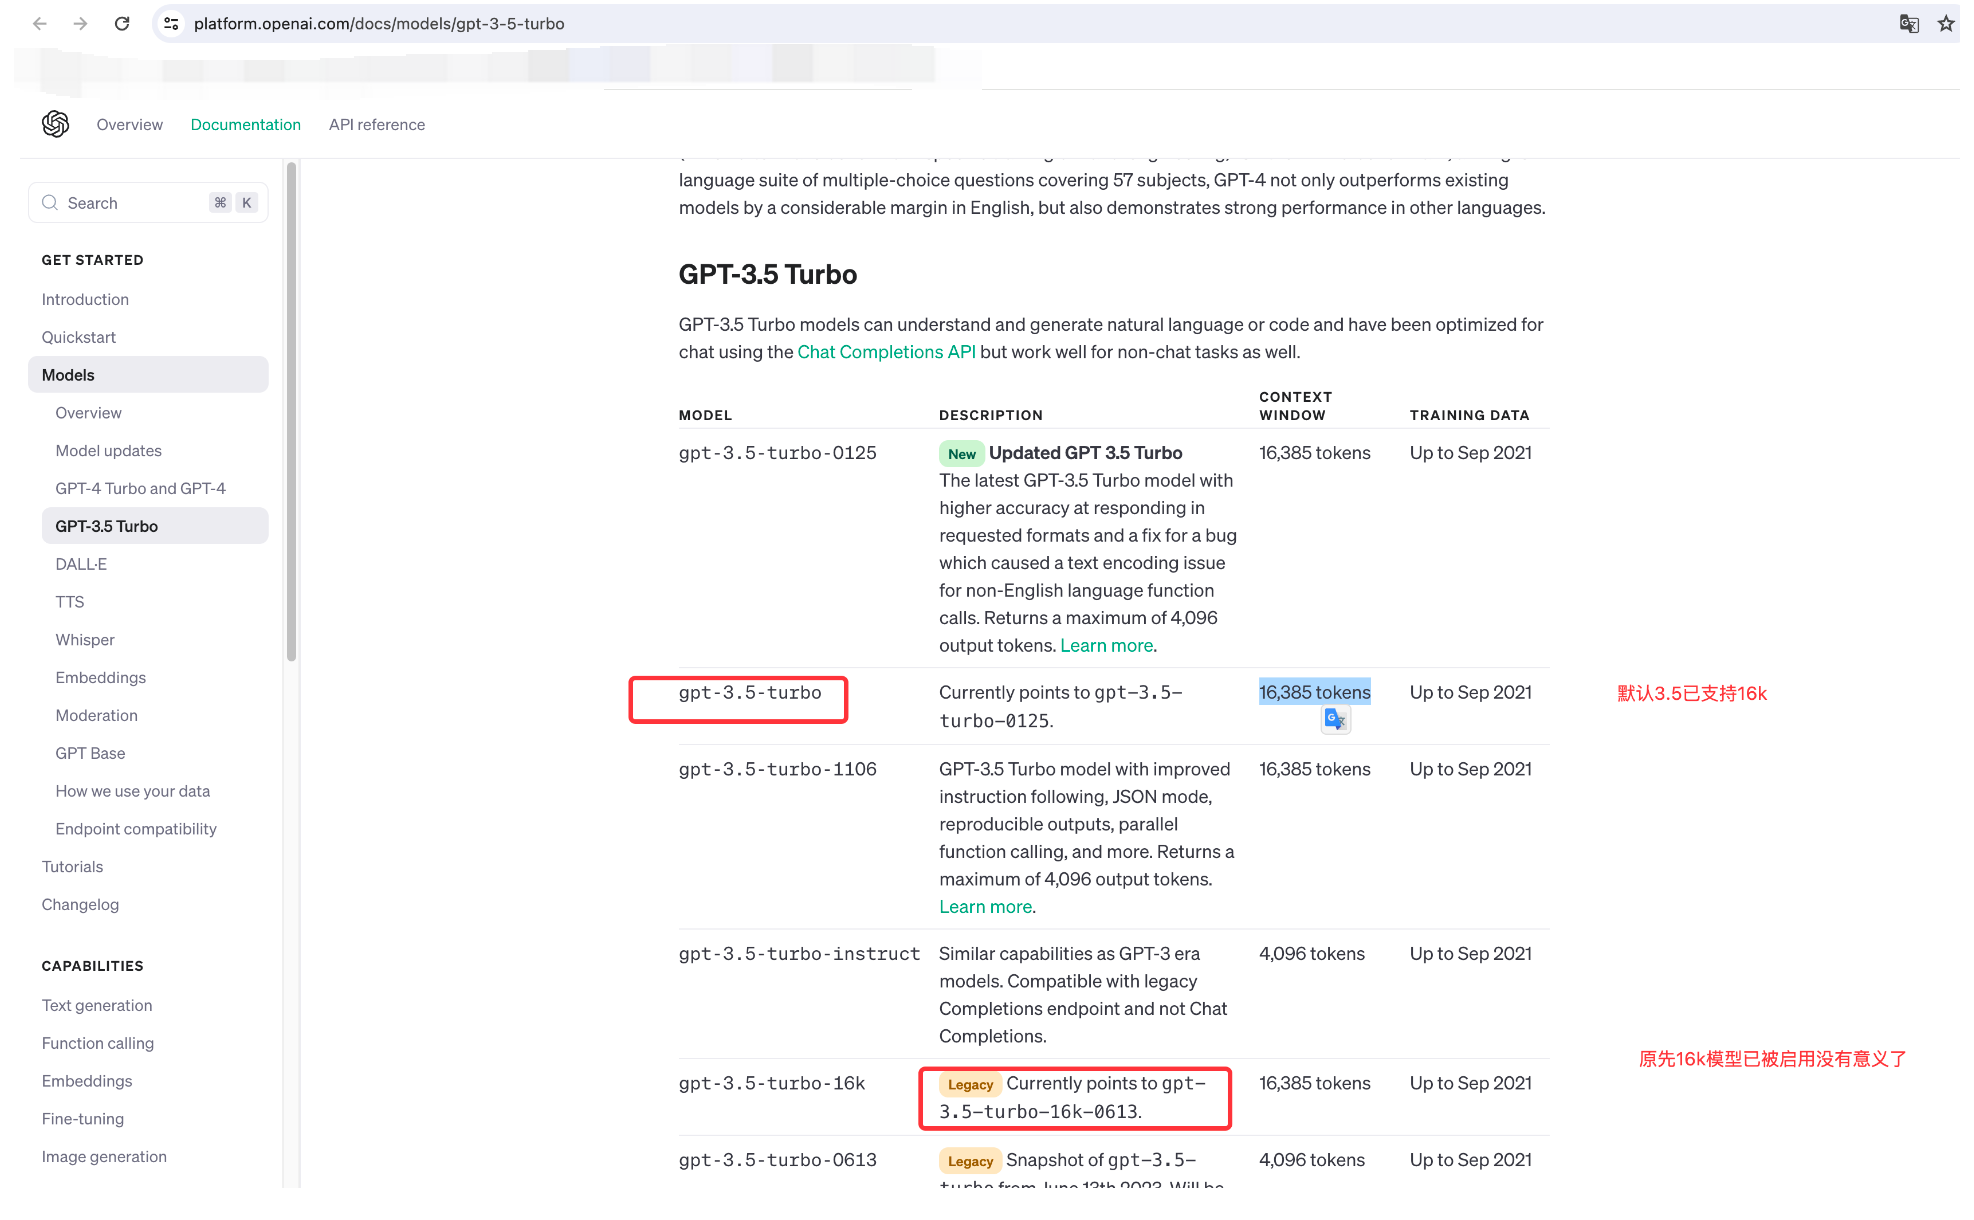 platform.openai.com/docs/models/gpt-3-5-turbo
Overview
Documentation
API reference
Search
⌘ K
GET STARTED
Introduction
Quickstart
Models
Overview
Model updates
GPT-4 Turbo and GPT-4
GPT-3.5 Turbo
DALL·E
TTS
Whisper
Embeddings
Moderation
GPT Base
How we use your data
Endpoint compatibility
Tutorials
Changelog
CAPABILITIES
Text generation
Function calling
Embeddings
Fine-tuning
Image generation
language suite of multiple-choice questions covering 57 subjects, GPT-4 not only outperforms existing
models by a considerable margin in English, but also demonstrates strong performance in other languages.
GPT-3.5 Turbo
GPT-3.5 Turbo models can understand and generate natural language or code and have been optimized for
chat using the Chat Completions API but work well for non-chat tasks as well.
MODEL
DESCRIPTION
CONTEXT
WINDOW
TRAINING DATA
gpt-3.5-turbo-0125
New Updated GPT 3.5 Turbo
The latest GPT-3.5 Turbo model with
higher accuracy at responding in
requested formats and a fix for a bug
which caused a text encoding issue
for non-English language function
calls. Returns a maximum of 4,096
output tokens. Learn more.
16,385 tokens
Up to Sep 2021
gpt-3.5-turbo
Currently points to gpt-3.5-
turbo-0125.
16,385 tokens
Up to Sep 2021
默认3.5已支持16k
gpt-3.5-turbo-1106
GPT-3.5 Turbo model with improved
instruction following, JSON mode,
reproducible outputs, parallel
function calling, and more. Returns a
maximum of 4,096 output tokens.
Learn more.
16,385 tokens
Up to Sep 2021
gpt-3.5-turbo-instruct
Similar capabilities as GPT-3 era
models. Compatible with legacy
Completions endpoint and not Chat
Completions.
4,096 tokens
Up to Sep 2021
原先16k模型已被启用没有意义了
gpt-3.5-turbo-16k
Legacy Currently points to gpt-
3.5-turbo-16k-0613.
16,385 tokens
Up to Sep 2021
gpt-3.5-turbo-0613
Legacy Snapshot of gpt-3.5-
turbo from June 13th 2023. Will be
4,096 tokens
Up to Sep 2021